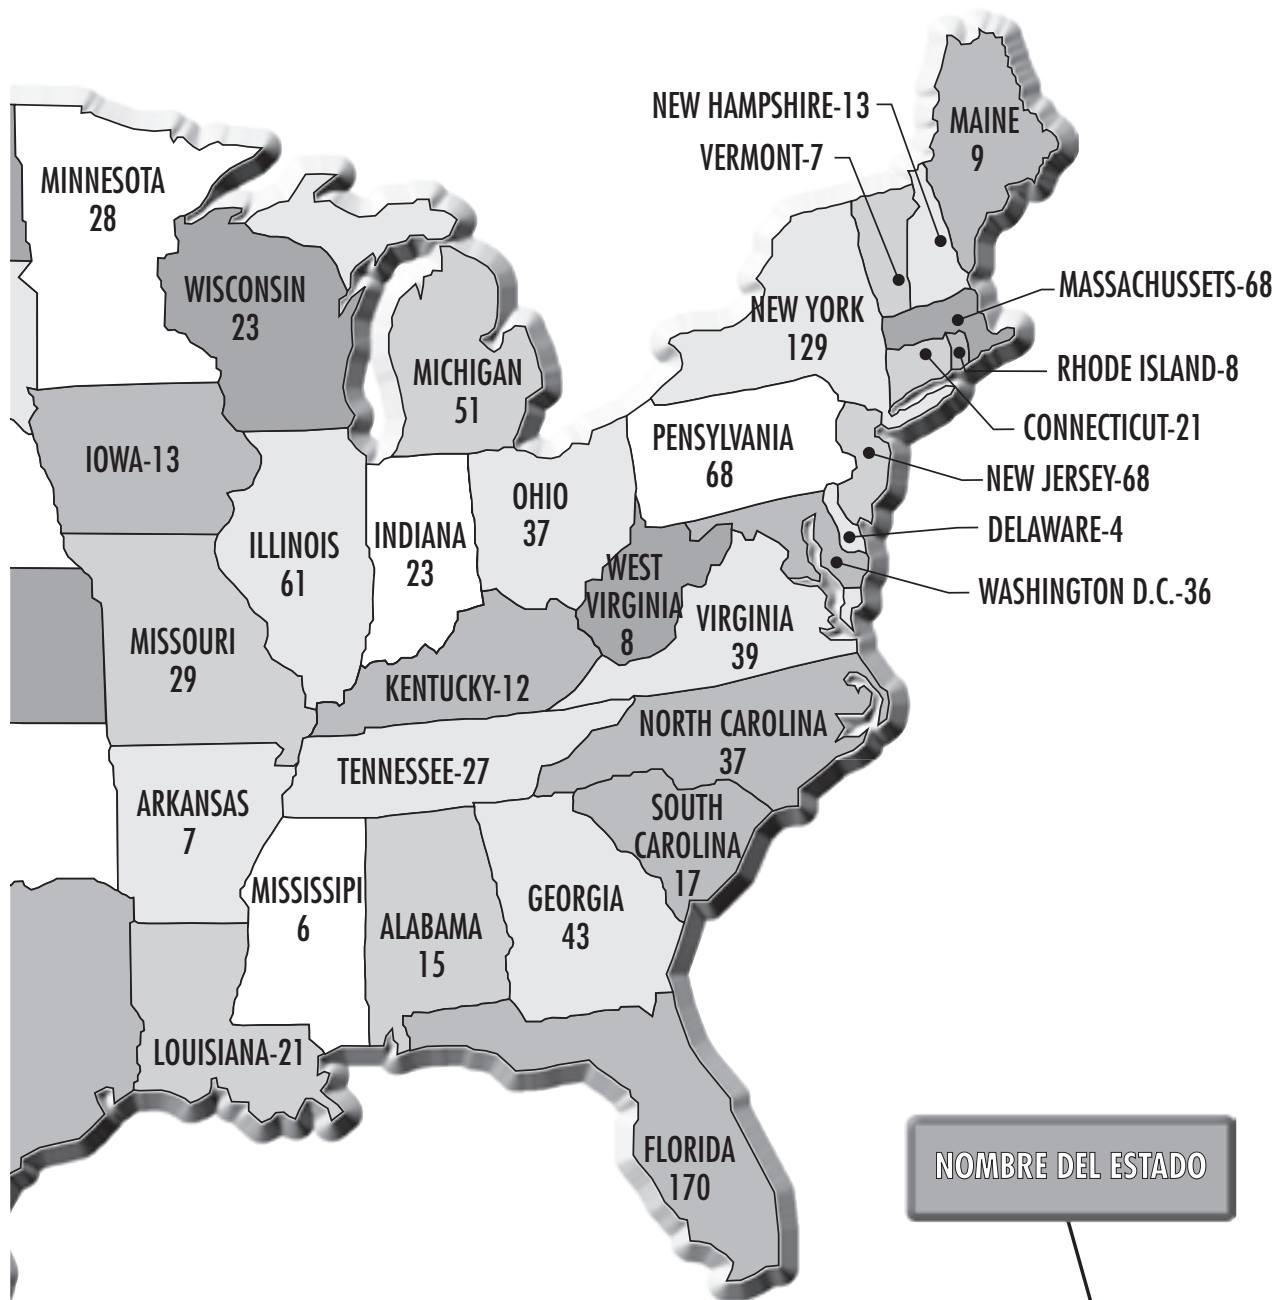 NEW HAMPSHIRE-13
MAINE
9
VERMONT-7
MINNESOTA
28
WISCONSIN
23
MASSACHUSSETS-68
NEW YORK
129
MICHIGAN
51
RHODE ISLAND-8
CONNECTICUT-21
PENSYLVANIA
68
IOWA-13
NEW JERSEY-68
OHIO
37
DELAWARE-4
ILLINOIS
61
INDIANA
23
WEST
VIRGINIA
8
WASHINGTON D.C.-36
VIRGINIA
39
MISSOURI
29
KENTUCKY-12
NORTH CAROLINA
37
TENNESSEE-27
ARKANSAS
7
SOUTH
CAROLINA
17
MISSISSIPI
6
GEORGIA
43
ALABAMA
15
LOUISIANA-21
FLORIDA
170
NOMBRE DEL ESTADO